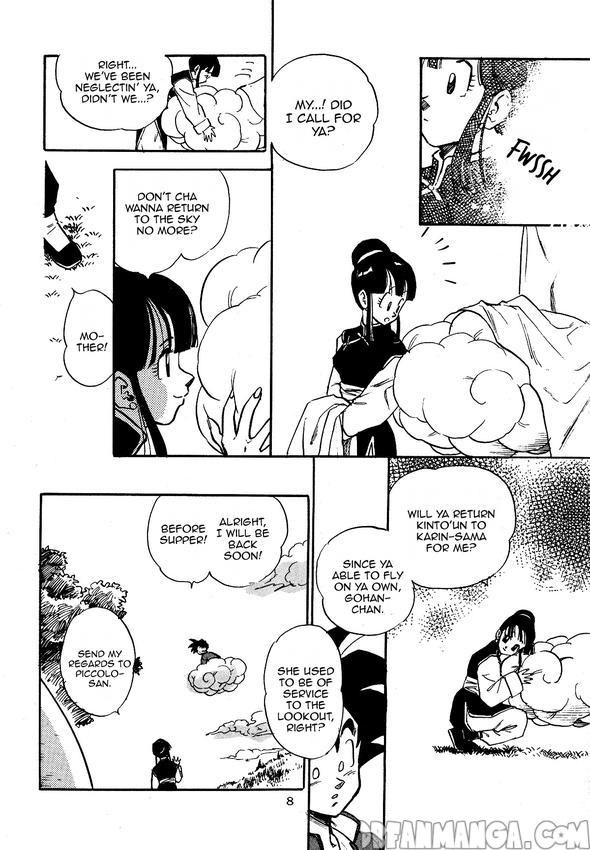 FWSSH
MY...! DID
I CALL FOR
YA?
RIGHT...
WE'VE BEEN
NEGLECTIN' YA,
DIDN'T WE...?
DON'T CHA
WANNA RETURN
TO THE SKY
NO MORE?
MO-
THER!
WILL YA RETURN
KINTO'UN TO
KARIN-SAMA
FOR ME?
SINCE YA
ABLE TO FLY
ON YA OWN,
GOHAN-
CHAN.
SHE USED
TO BE OF
SERVICE
TO THE
LOOKOUT,
RIGHT?
ALRIGHT,
I WILL BE
BACK
SOON!
BEFORE
SUPPER!
SEND MY
REGARDS TO
PICCOLO-
SAN.
8
DREANMANGA.COM